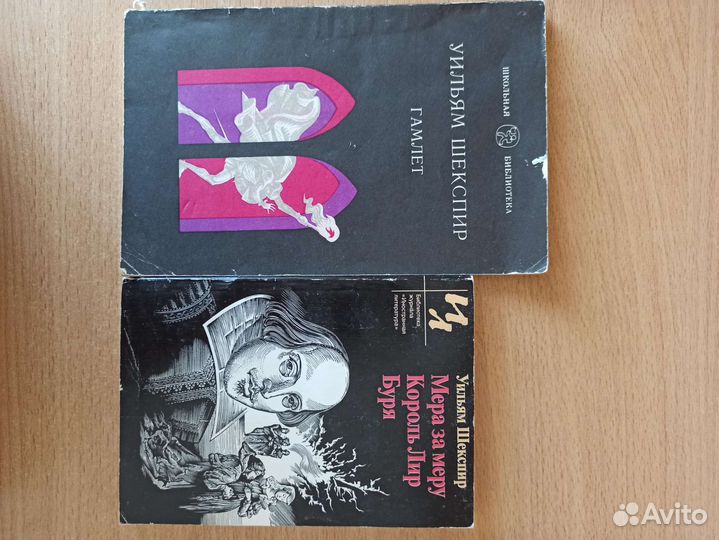 УИЛЬЯМ ШЕКСПИР
ГАМЛЕТ
ШКОЛЬНАЯ БИБЛИОТЕКА
ИЛ
Библиотека
журнала
«Иностранная
литература»
Уильям Шекспир
Мера за меру
Король Лир
Буря
Avito